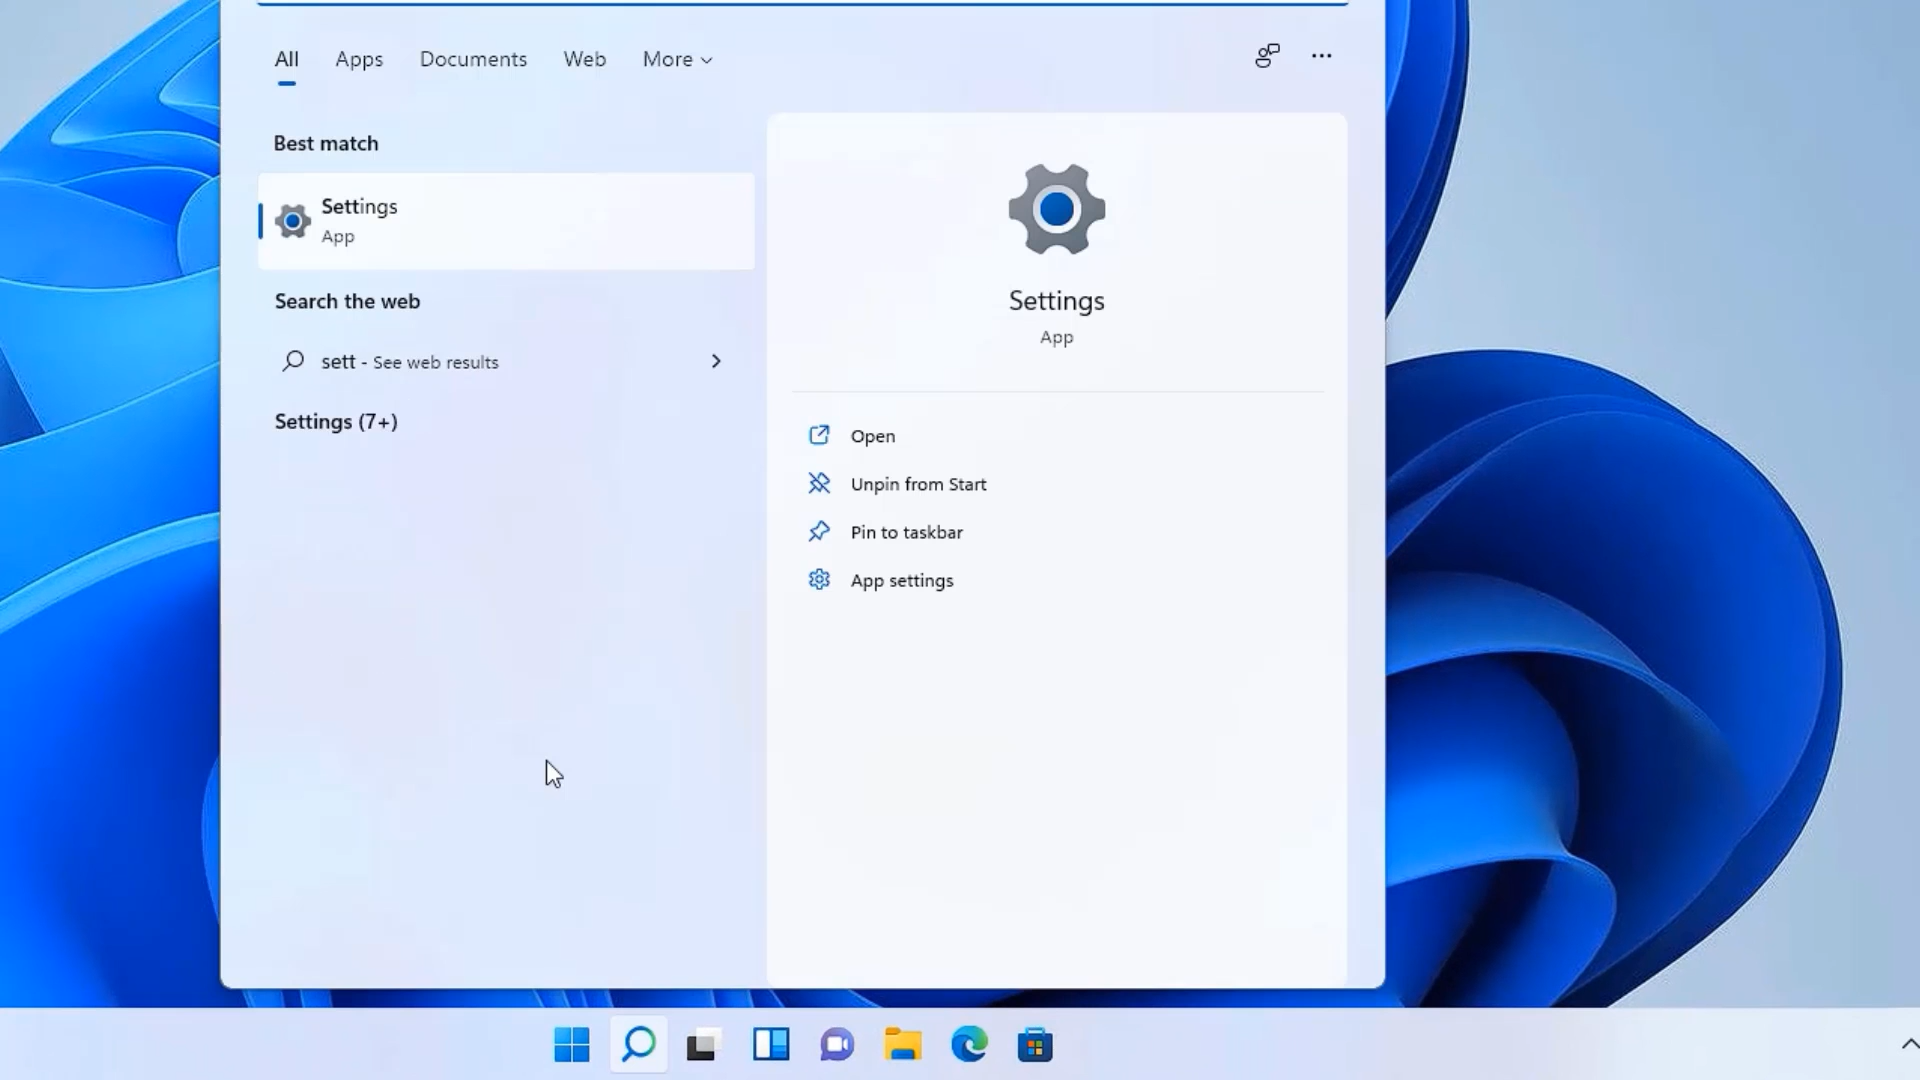 All Apps Documents Web More
Best match
Settings
App
Search the web
sett - See web results
Settings (7+)
Settings
App
Open
Unpin from Start
Pin to taskbar
App settings